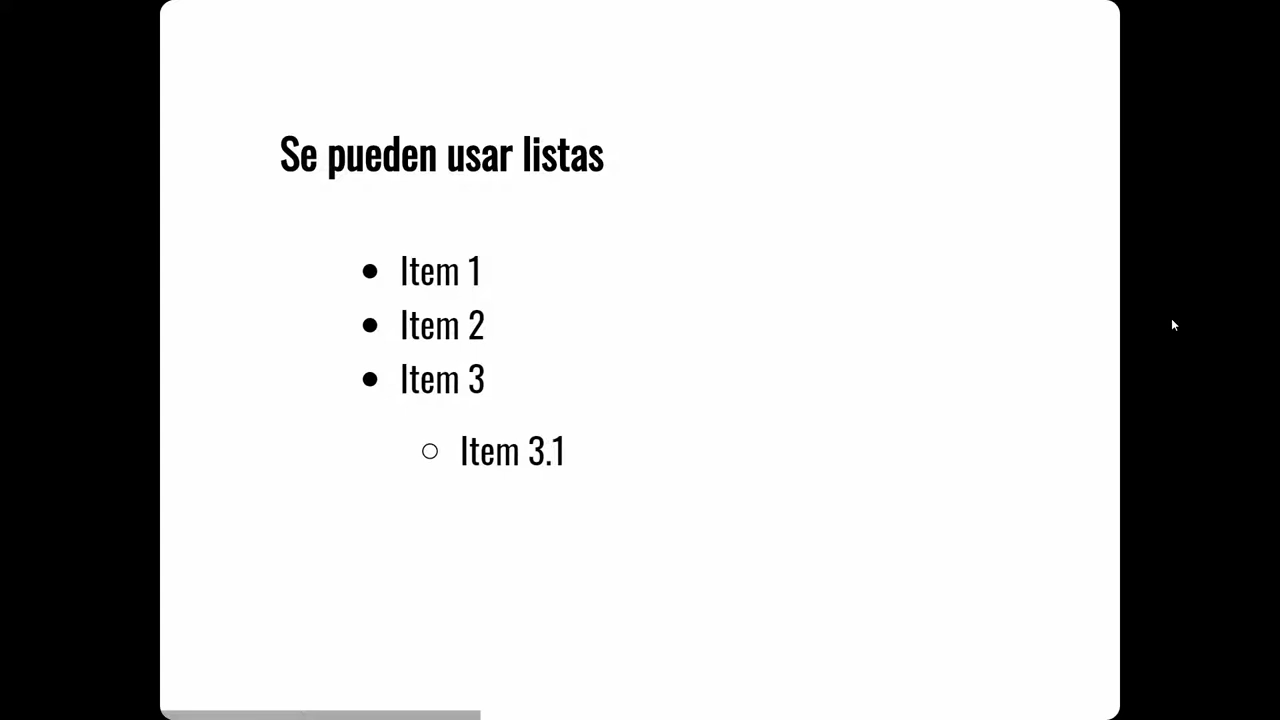 Se pueden usar listas
Item 1
Item 2
Item 3
Item 3.1